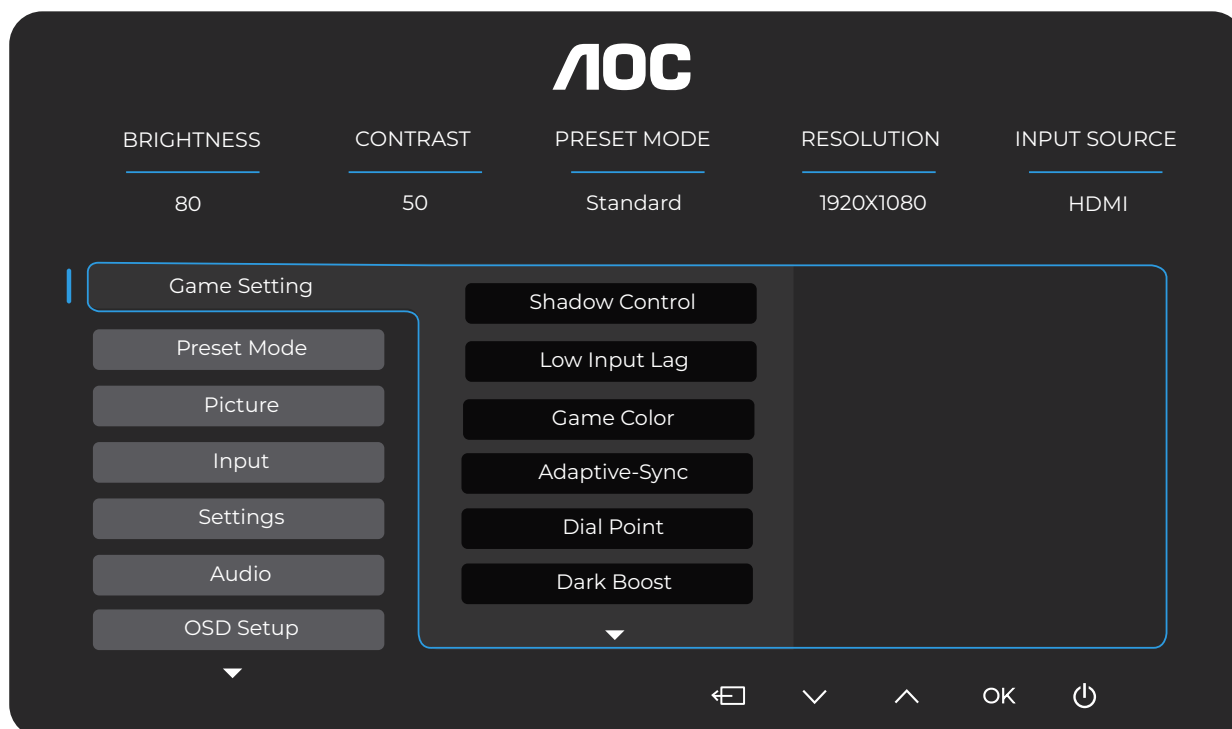 AOC
BRIGHTNESS CONTRAST PRESET MODE RESOLUTION INPUT SOURCE
80 50 Standard 1920X1080 HDMI
Game Setting
Preset Mode
Picture
Input
Settings
Audio
OSD Setup
Shadow Control
Low Input Lag
Game Color
Adaptive-Sync
Dial Point
Dark Boost
OK